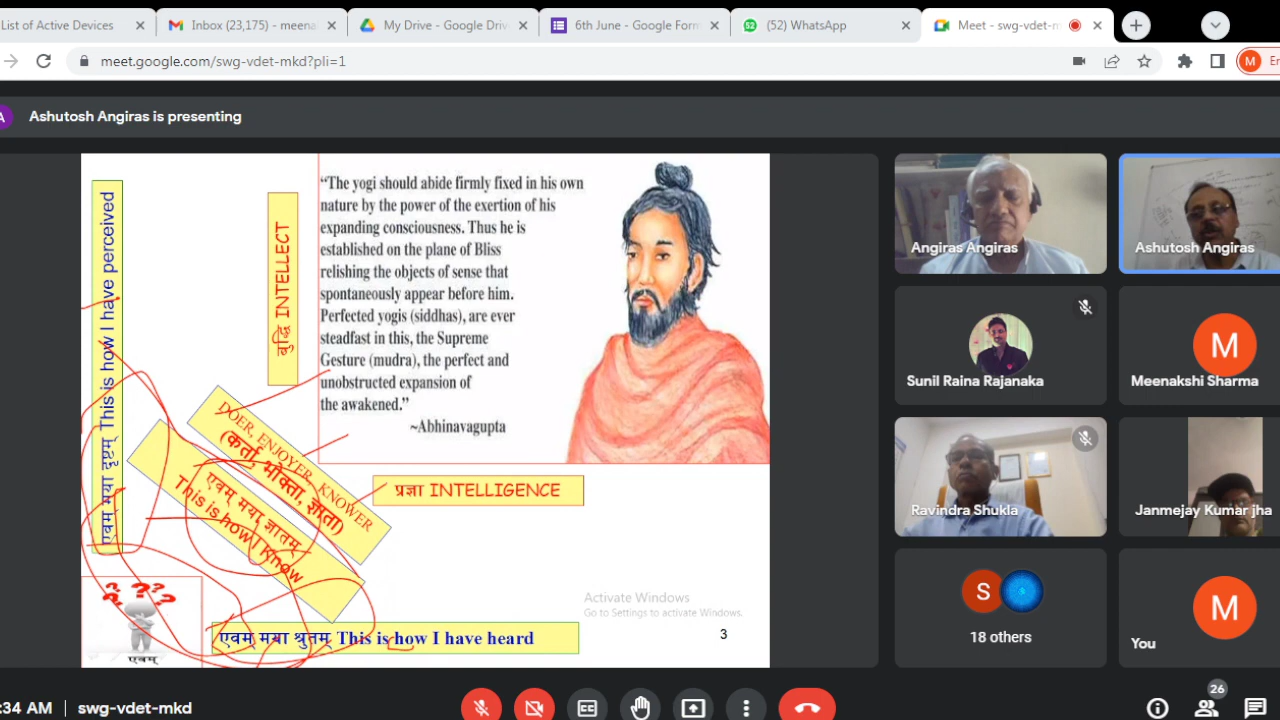 List of Active Devices
Inbox (23,175) - meena
My Drive - Google Driv
6th June - Google Form
(52) WhatsApp
Meet - swg-vdet-m
meet.google.com/swg-vdet-mkd?pli=1
M
A
Ashutosh Angiras is presenting
एवम् मया दृष्टम् This is how I have perceived
बुद्धि INTELLECT
“The yogi should abide firmly fixed in his own
nature by the power of the exertion of his
expanding consciousness. Thus he is
established on the plane of Bliss
relishing the objects of sense that
spontaneously appear before him.
Perfected yogis (siddhas), are ever
steadfast in this, the Supreme
Gesture (mudra), the perfect and
unobstructed expansion of
the awakened.”
~Abhinavagupta
DOER, ENJOYER, KNOWER
(कर्ता, भोक्ता, ज्ञाता)
एवम् मया ज्ञातम्
This is how I Know
प्रज्ञा INTELLIGENCE
? ? ? ?
एवम्
एवम् मया श्रुतम् This is how I have heard
Activate Windows
Go to Settings to activate Windows.
3
Angiras Angiras
Ashutosh Angiras
Sunil Raina Rajanaka
M
Meenakshi Sharma
Ravindra Shukla
Janmejay Kumar jha
S
18 others
M
You
:34 AM | swg-vdet-mkd
26